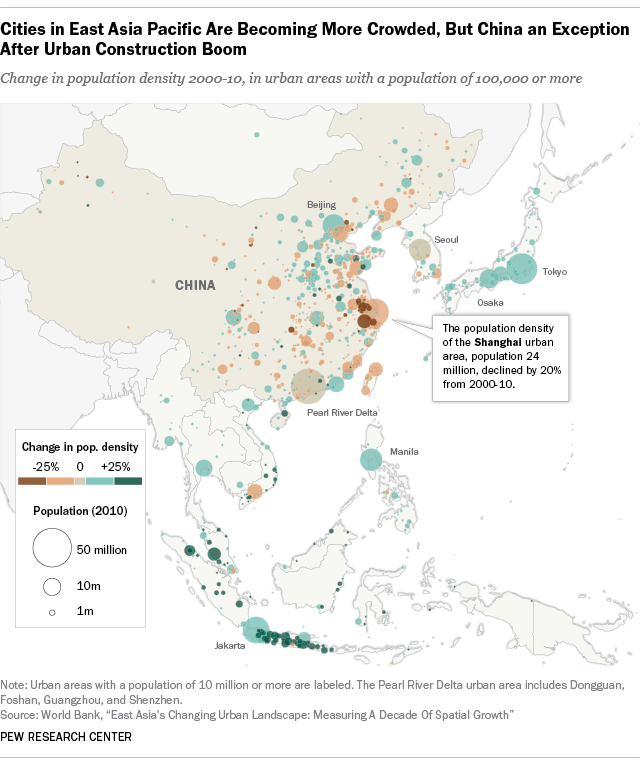 Cities in East Asia Pacific Are Becoming More Crowded, But China an Exception
After Urban Construction Boom
Change in population density 2000-10, in urban areas with a population of 100,000 or more
Beijing
Seoul
CHINA
Tokyo
Osaka
The population density
of the Shanghai urban
area, population 24
million, declined by 20%
from 2000-10.
Pearl River Delta
Manila
Change in pop. density
-25% 0 +25%
Population (2010)
50 million
10m
1m
Jakarta
Note: Urban areas with a population of 10 million or more are labeled. The Pearl River Delta urban area includes Dongguan,
Foshan, Guangzhou, and Shenzhen.
Source: World Bank, “East Asia's Changing Urban Landscape: Measuring A Decade Of Spatial Growth”
PEW RESEARCH CENTER